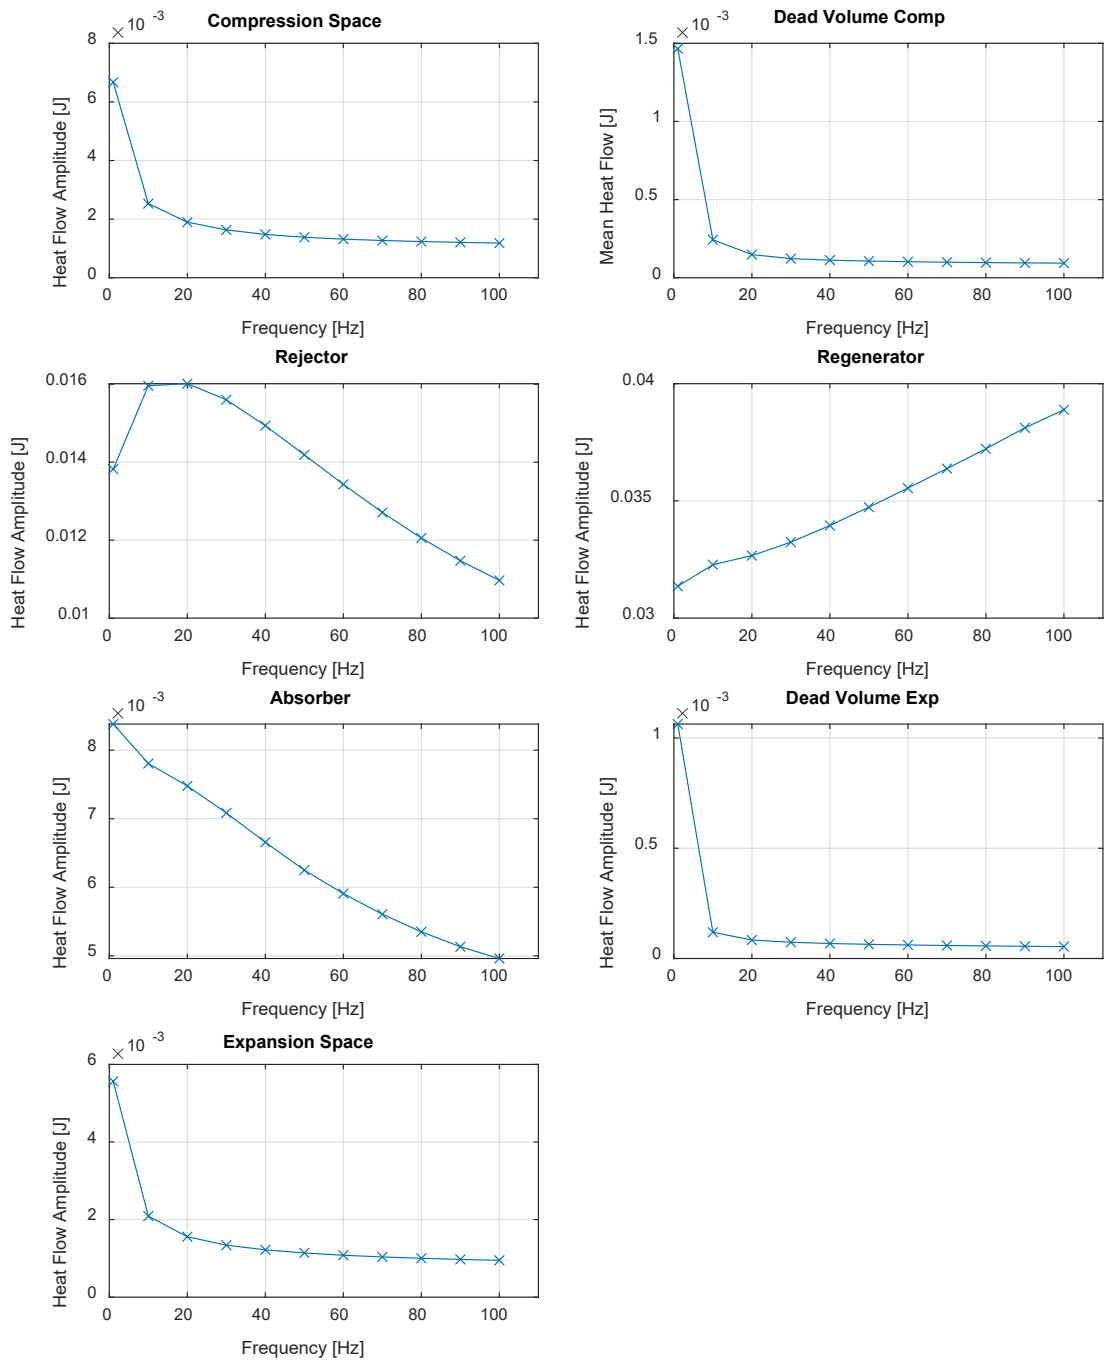 Compression Space
× 10 -3
8
6
4
2
0
Heat Flow Amplitude [J]
0 20 40 60 80 100
Frequency [Hz]
Dead Volume Comp
× 10 -3
1.5
1
0.5
0
Mean Heat Flow [J]
0 20 40 60 80 100
Frequency [Hz]
Rejector
0.016
0.014
0.012
0.01
Heat Flow Amplitude [J]
0 20 40 60 80 100
Frequency [Hz]
Regenerator
0.04
0.035
0.03
Heat Flow Amplitude [J]
0 20 40 60 80 100
Frequency [Hz]
Absorber
× 10 -3
8
7
6
5
Heat Flow Amplitude [J]
0 20 40 60 80 100
Frequency [Hz]
Dead Volume Exp
× 10 -3
1
0.5
0
Heat Flow Amplitude [J]
0 20 40 60 80 100
Frequency [Hz]
Expansion Space
× 10 -3
6
4
2
0
Heat Flow Amplitude [J]
0 20 40 60 80 100
Frequency [Hz]